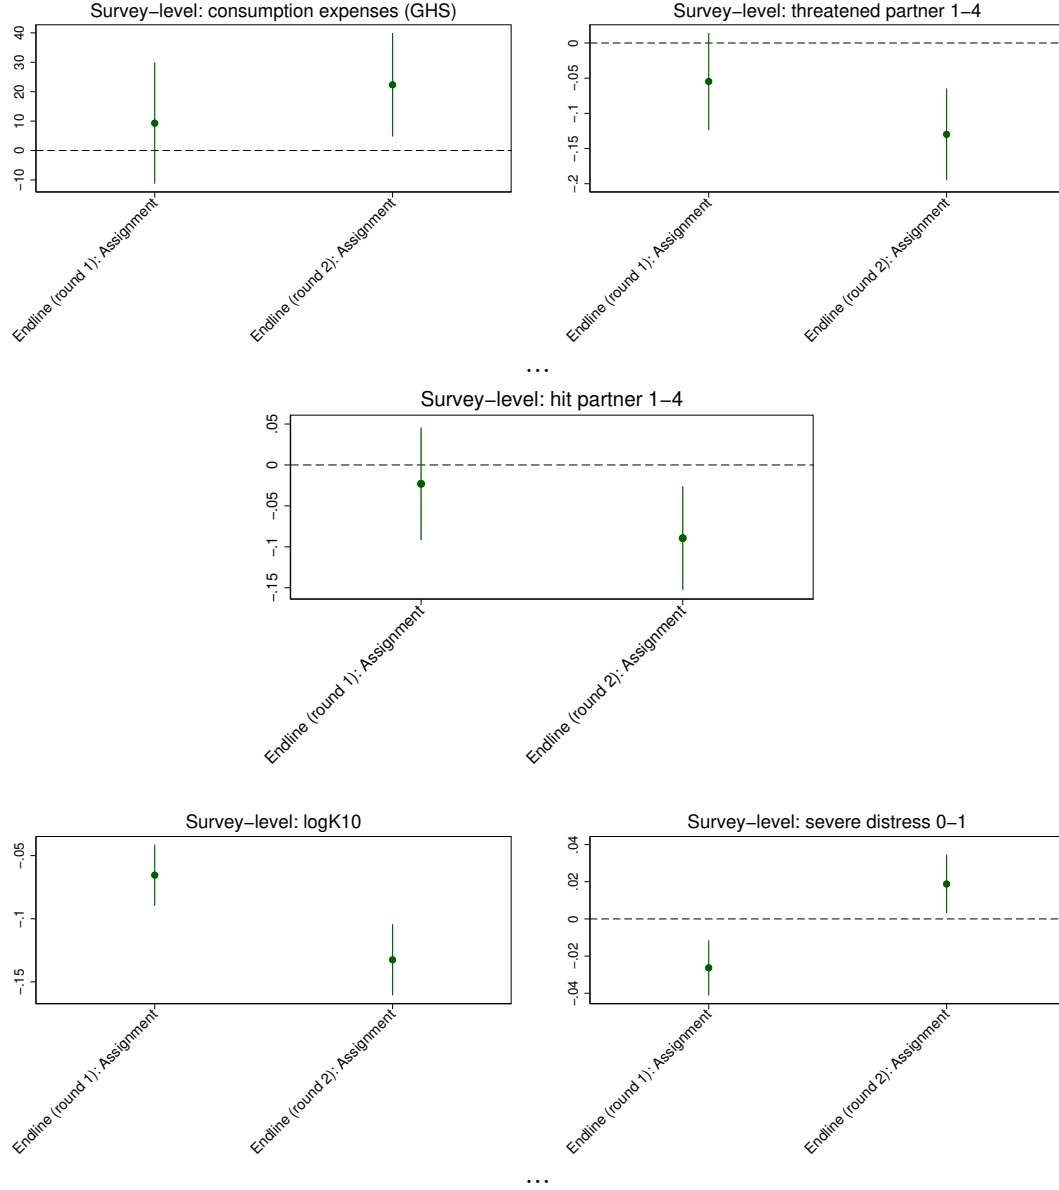 Survey−level: consumption expenses (GHS)
40
30
20
10
0
−10
Endline (round 1): Assignment
Endline (round 2): Assignment
Survey−level: threatened partner 1−4
0
−.05
−.1
−.15
−.2
Endline (round 1): Assignment
Endline (round 2): Assignment
...
Survey−level: hit partner 1−4
.05
0
−.05
−.1
−.15
Endline (round 1): Assignment
Endline (round 2): Assignment
Survey−level: logK10
−.05
−.1
−.15
Endline (round 1): Assignment
Endline (round 2): Assignment
Survey−level: severe distress 0−1
.04
.02
0
−.02
−.04
Endline (round 1): Assignment
Endline (round 2): Assignment
...